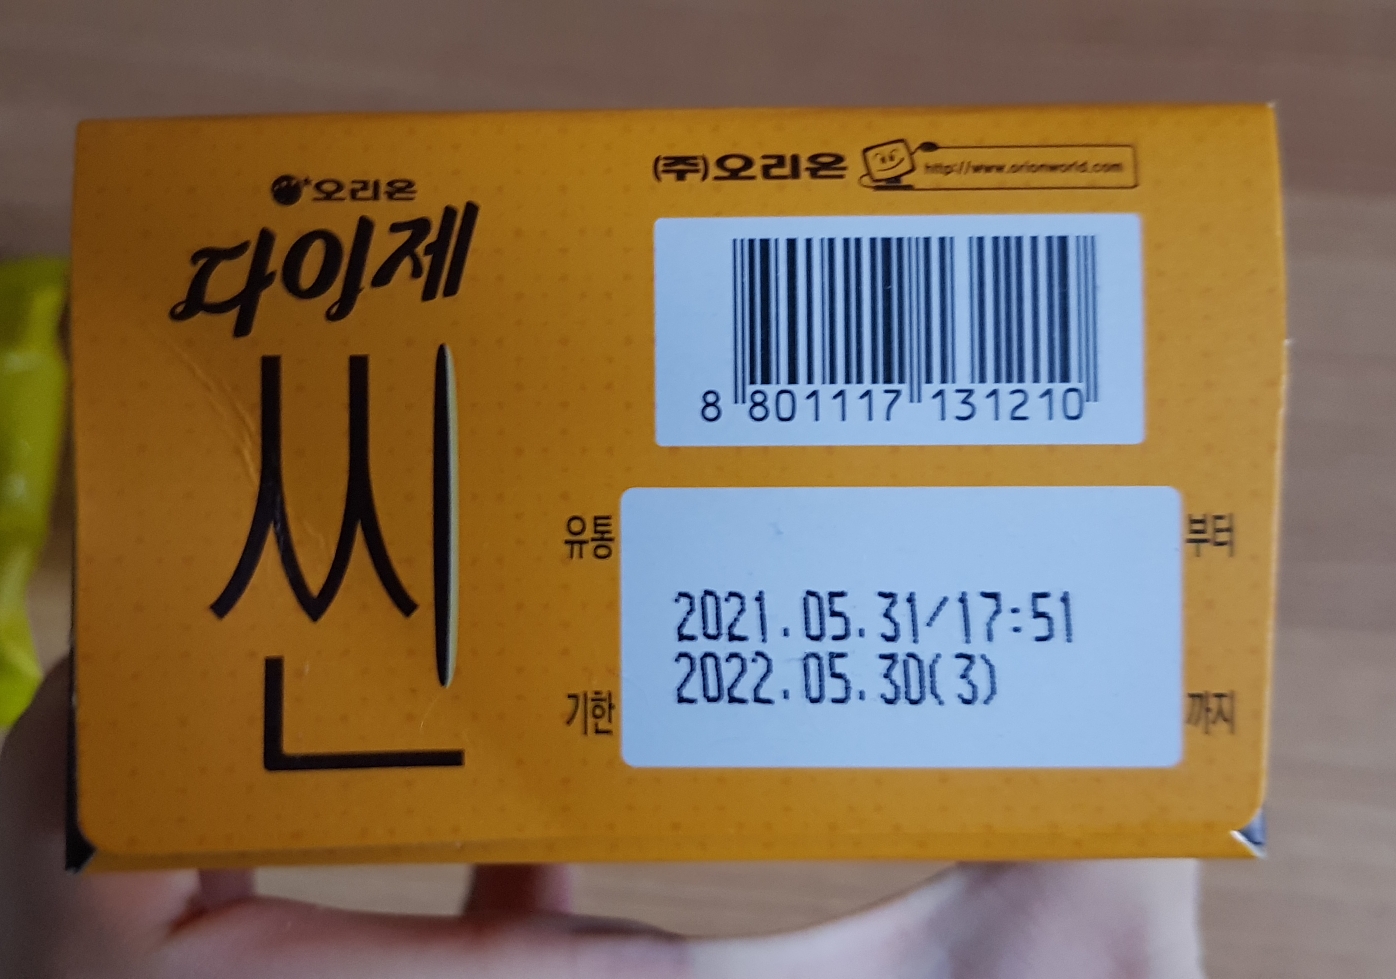 오리온
다이제
씬
(주)오리온 http://www.orionworld.com
8 801117 131210
유통 부터
2021.05.31/17:51
2022.05.30(3)
기한 까지